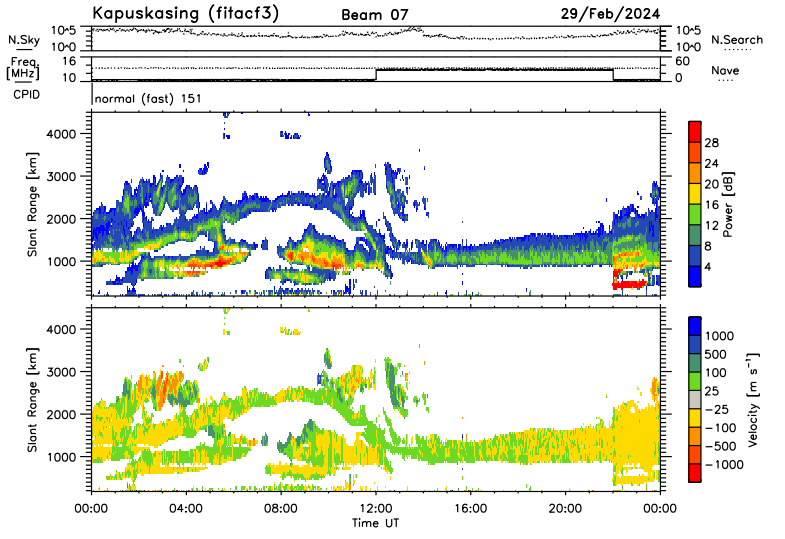 Kapuskasing (fitacf3) Beam 07 29/Feb/2024
N.Sky 10^5 10^0 10^5 10^0 N.Search
Freq. [MHz] 16 10 60 0 Nave
CPID normal (fast) 151
Slant Range [km] 4000 3000 2000 1000
Power [dB] 28 24 20 16 12 8 4
Slant Range [km] 4000 3000 2000 1000
Velocity [m s⁻¹] 1000 500 100 25 −25 −100 −500 −1000
00:00 04:00 08:00 12:00 16:00 20:00 00:00
Time UT